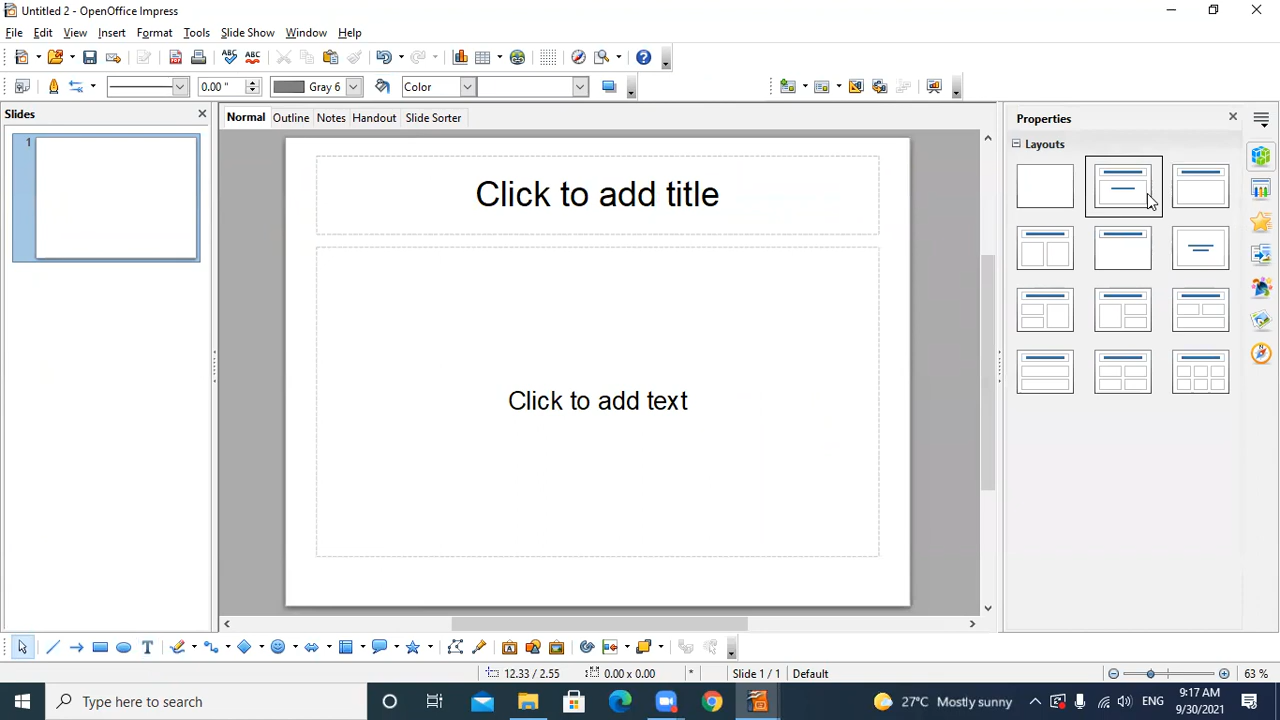 Untitled 2 - OpenOffice Impress
File Edit View Insert Format Tools Slide Show Window Help
0.00 " Gray 6 Color
Slides
Normal Outline Notes Handout Slide Sorter
Properties
Layouts
1
Click to add title
Click to add text
12.33 / 2.55 0.00 x 0.00 * Slide 1 / 1 Default 63 %
Type here to search
27°C Mostly sunny
ENG
9:17 AM
9/30/2021